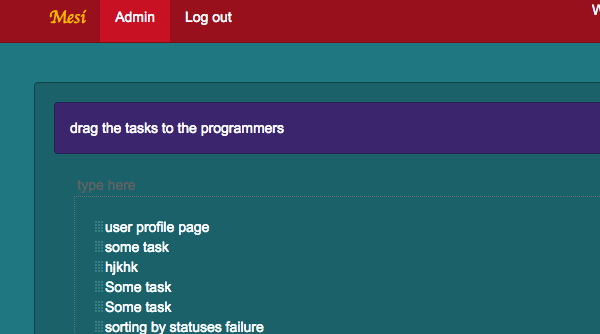 Mesi Admin Log out
drag the tasks to the programmers
type here
user profile page
some task
hjkhk
Some task
Some task
sorting by statuses failure